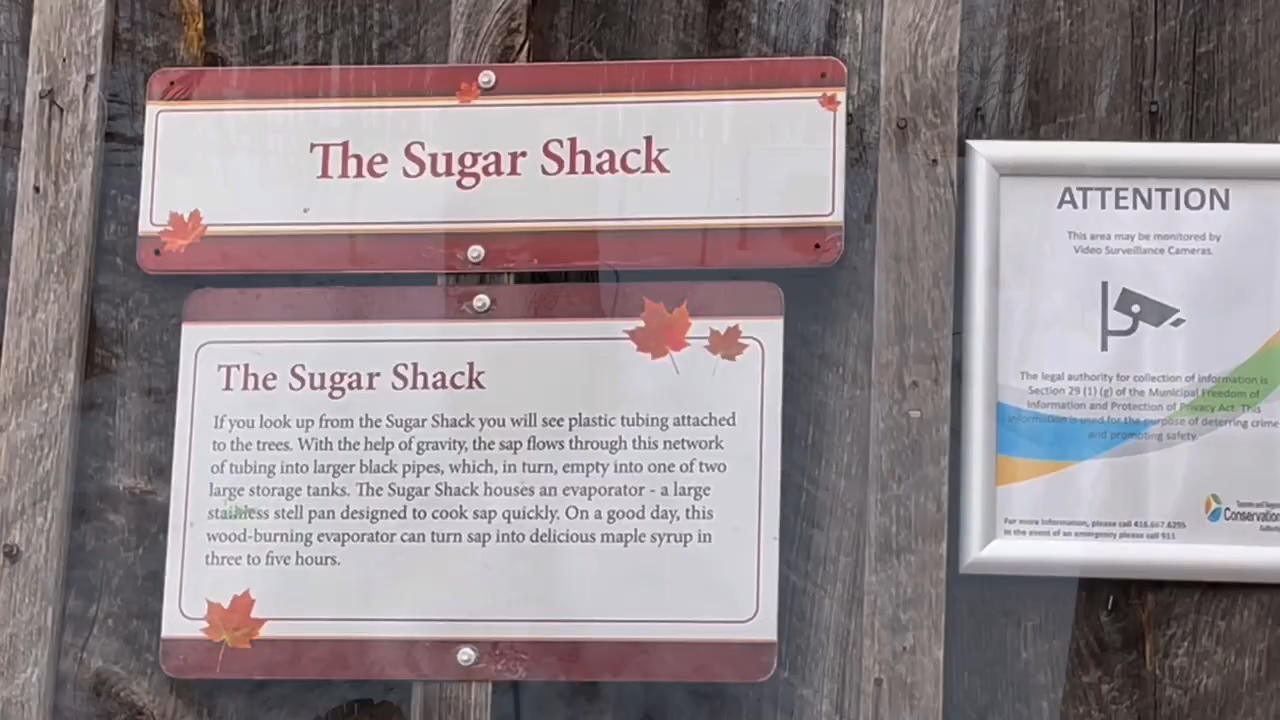 The Sugar Shack
The Sugar Shack
If you look up from the Sugar Shack you will see plastic tubing attached
to the trees. With the help of gravity, the sap flows through this network
of tubing into larger black pipes, which, in turn, empty into one of two
large storage tanks. The Sugar Shack houses an evaporator - a large
stainless stell pan designed to cook sap quickly. On a good day, this
wood-burning evaporator can turn sap into delicious maple syrup in
three to five hours.
ATTENTION
This area may be monitored by
Video Surveillance Cameras.
The legal authority for collection of information is
Section 29 (1) (g) of the Municipal Freedom of
Information and Protection of Privacy Act. This
information is used for the purpose of deterring crime
and promoting safety.
Conservation
For more information, please call 416.667.6295
In the event of an emergency please call 911